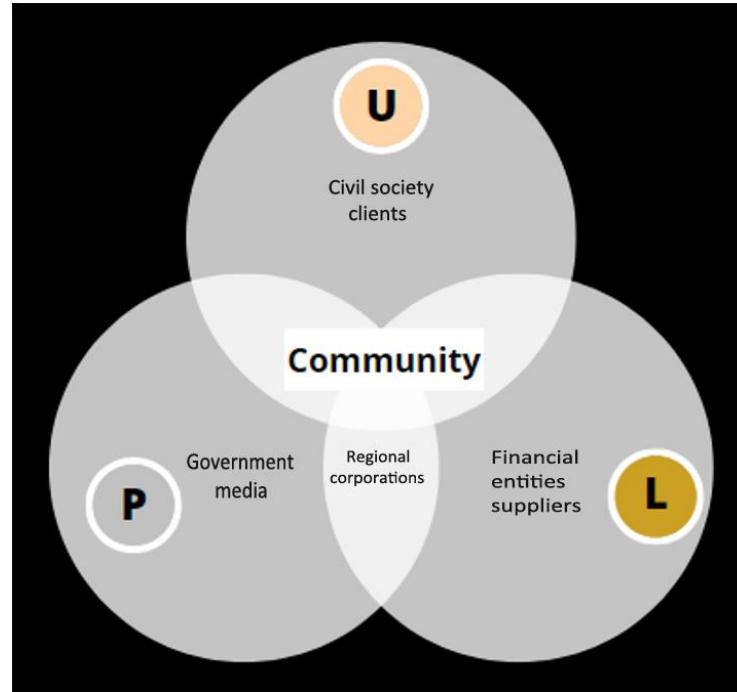 U
Civil society
clients
Community
Government
media
P
Regional
corporations
Financial
entities
suppliers
L